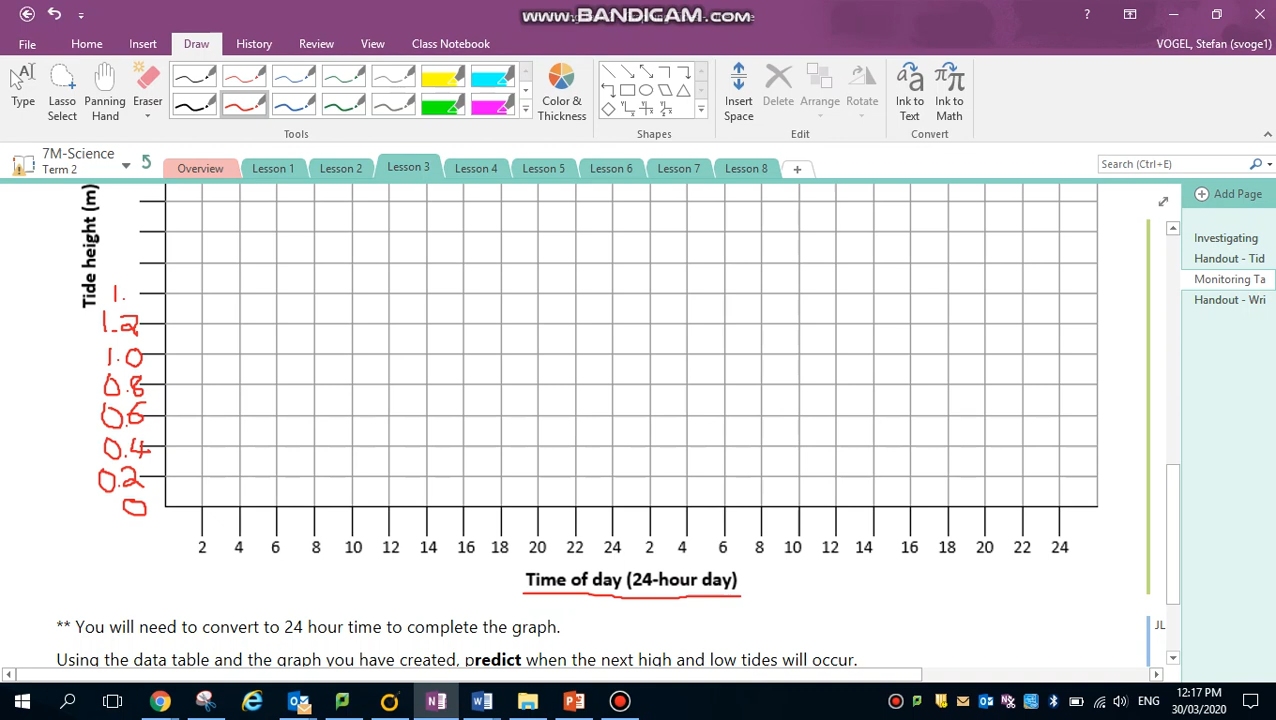 www.BANDICAM.com
File Home Insert Draw History Review View Class Notebook
VOGEL, Stefan (svoge1)
Type
Lasso Select
Panning Hand
Eraser
Color & Thickness
Insert Space
Delete
Arrange
Rotate
Ink to Text
Ink to Math
Tools
Shapes
Edit
Convert
7M-Science
Term 2
Overview Lesson 1 Lesson 2 Lesson 3 Lesson 4 Lesson 5 Lesson 6 Lesson 7 Lesson 8
Search (Ctrl+E)
Add Page
Investigating
Handout - Tid
Monitoring Ta
Handout - Wri
Tide height (m)
1.
1.2
1.0
0.8
0.6
0.4
0.2
0
2 4 6 8 10 12 14 16 18 20 22 24 2 4 6 8 10 12 14 16 18 20 22 24
Time of day (24-hour day)
** You will need to convert to 24 hour time to complete the graph.
JL
Using the data table and the graph you have created, predict when the next high and low tides will occur.
ENG
12:17 PM
30/03/2020